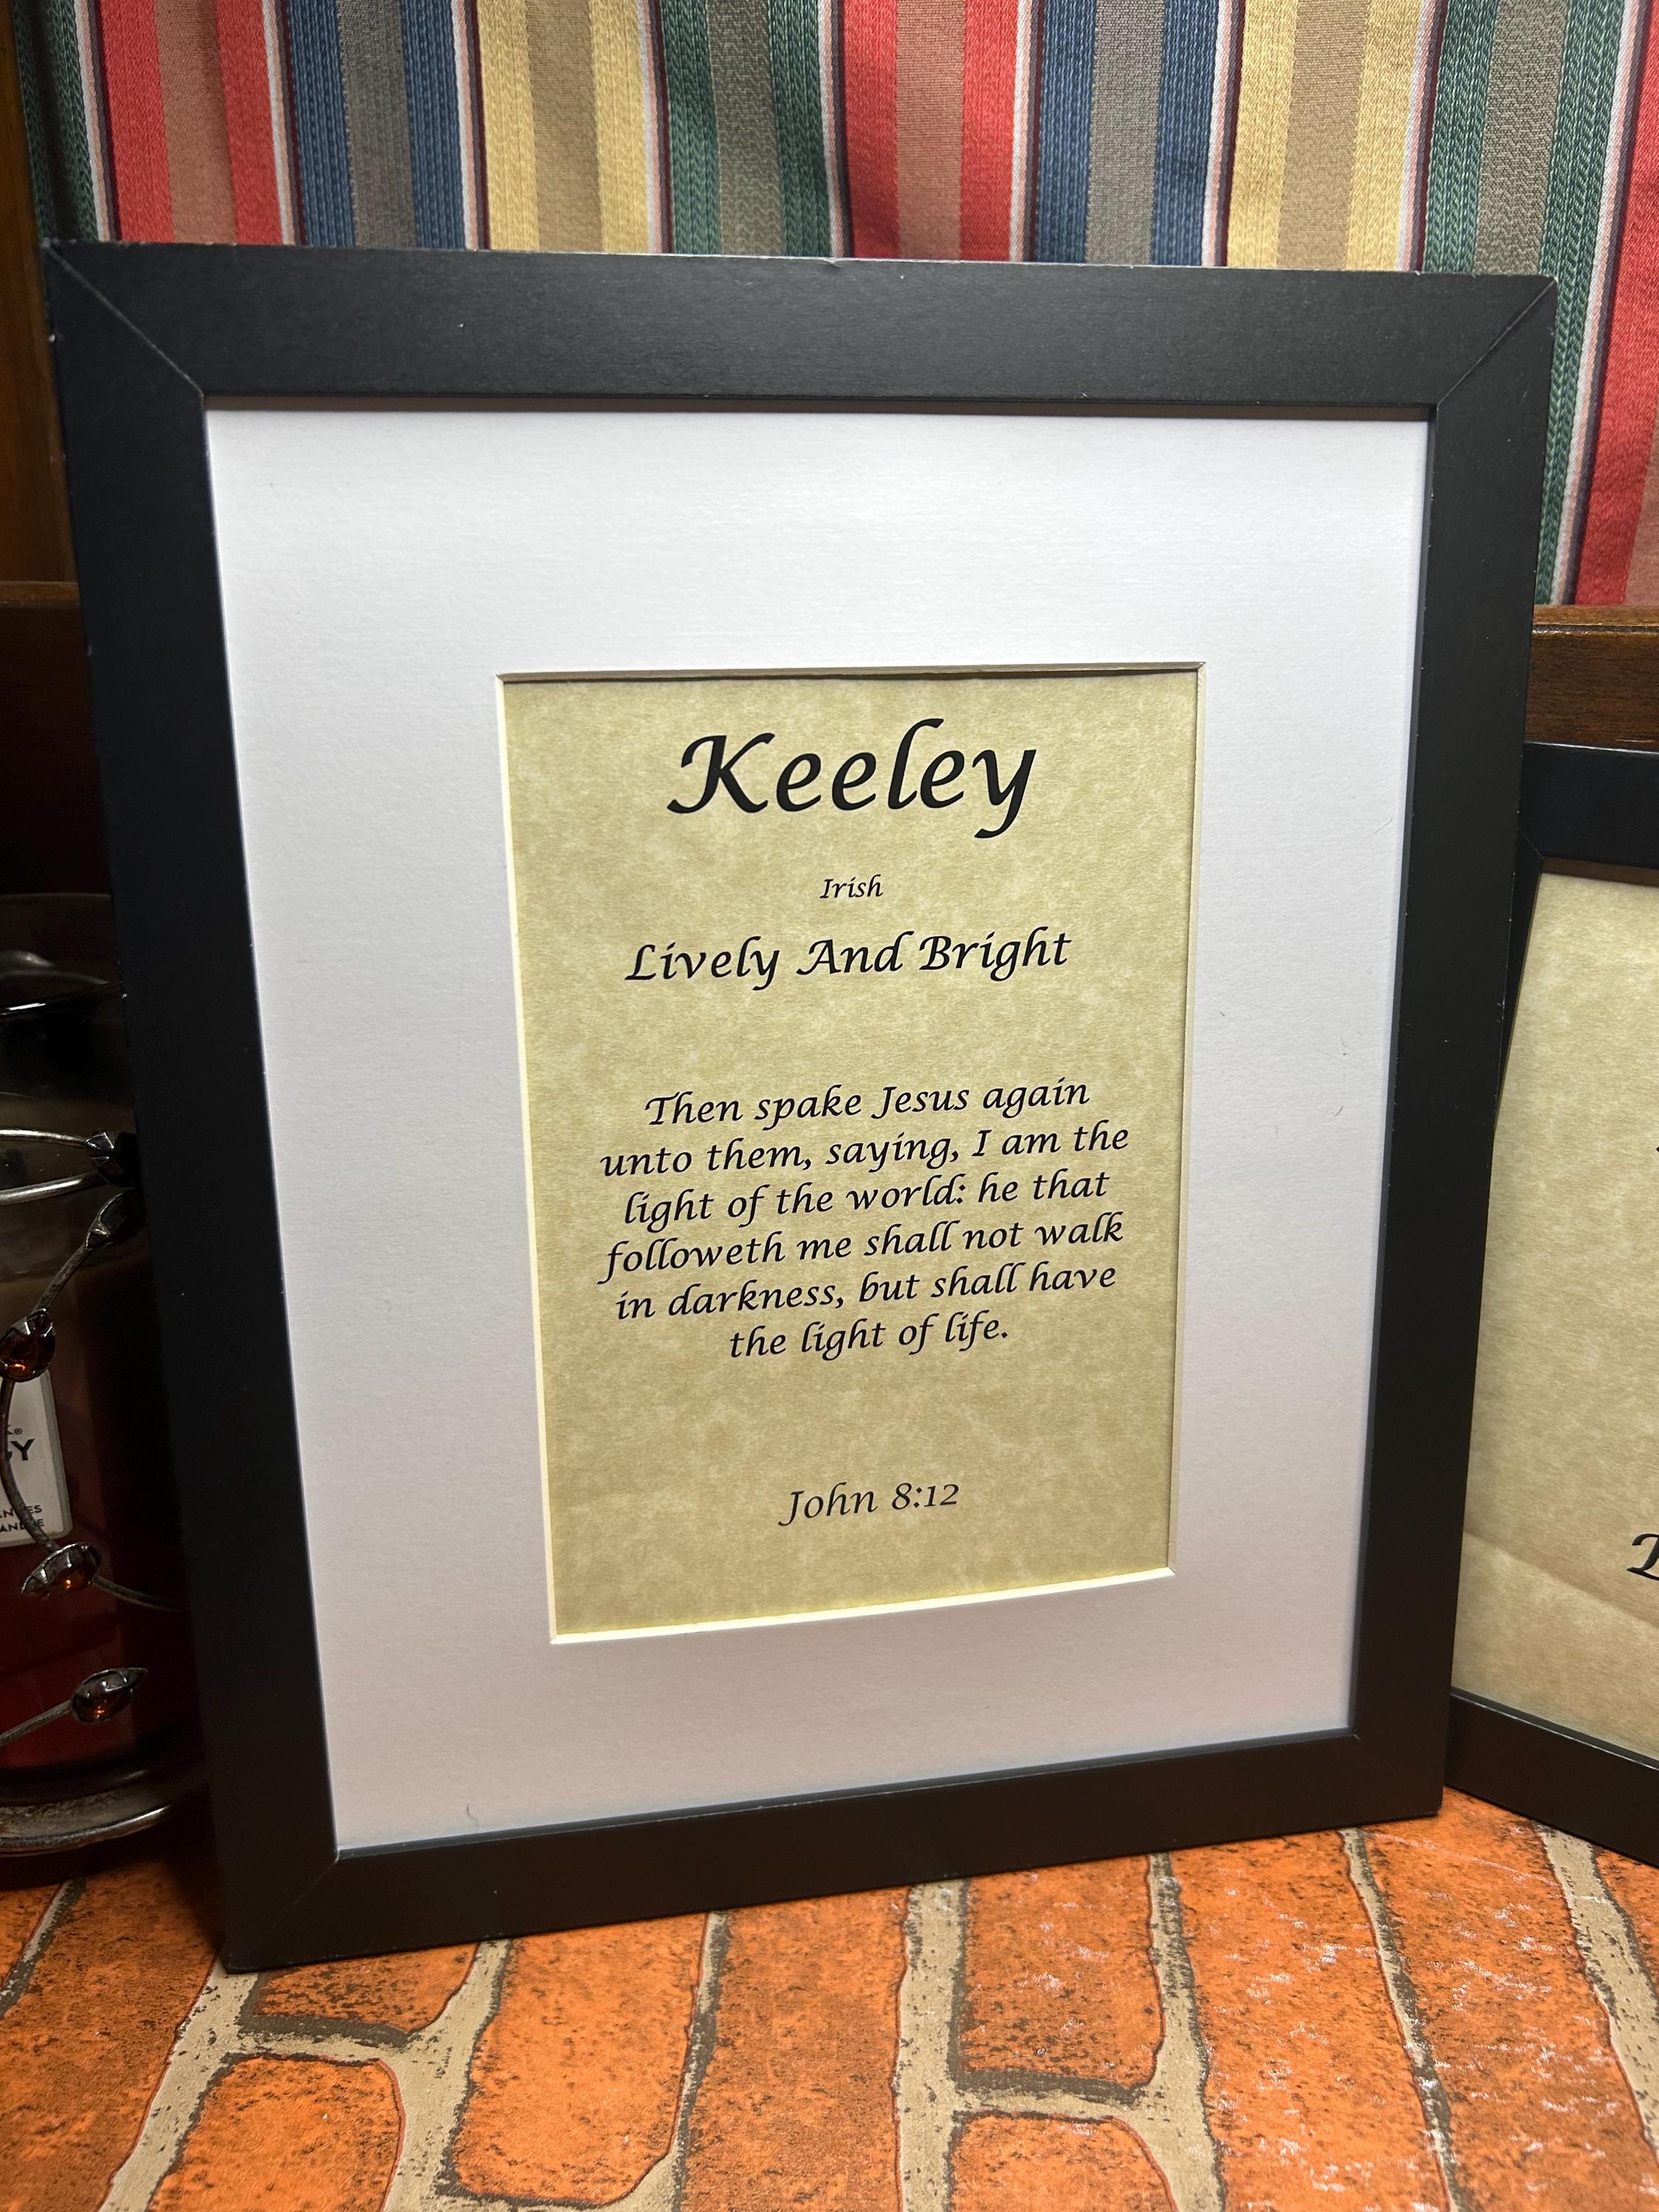 Keeley
Irish
Lively And Bright
Then spake Jesus again
unto them, saying, I am the
light of the world: he that
followeth me shall not walk
in darkness, but shall have
the light of life.
John 8:12